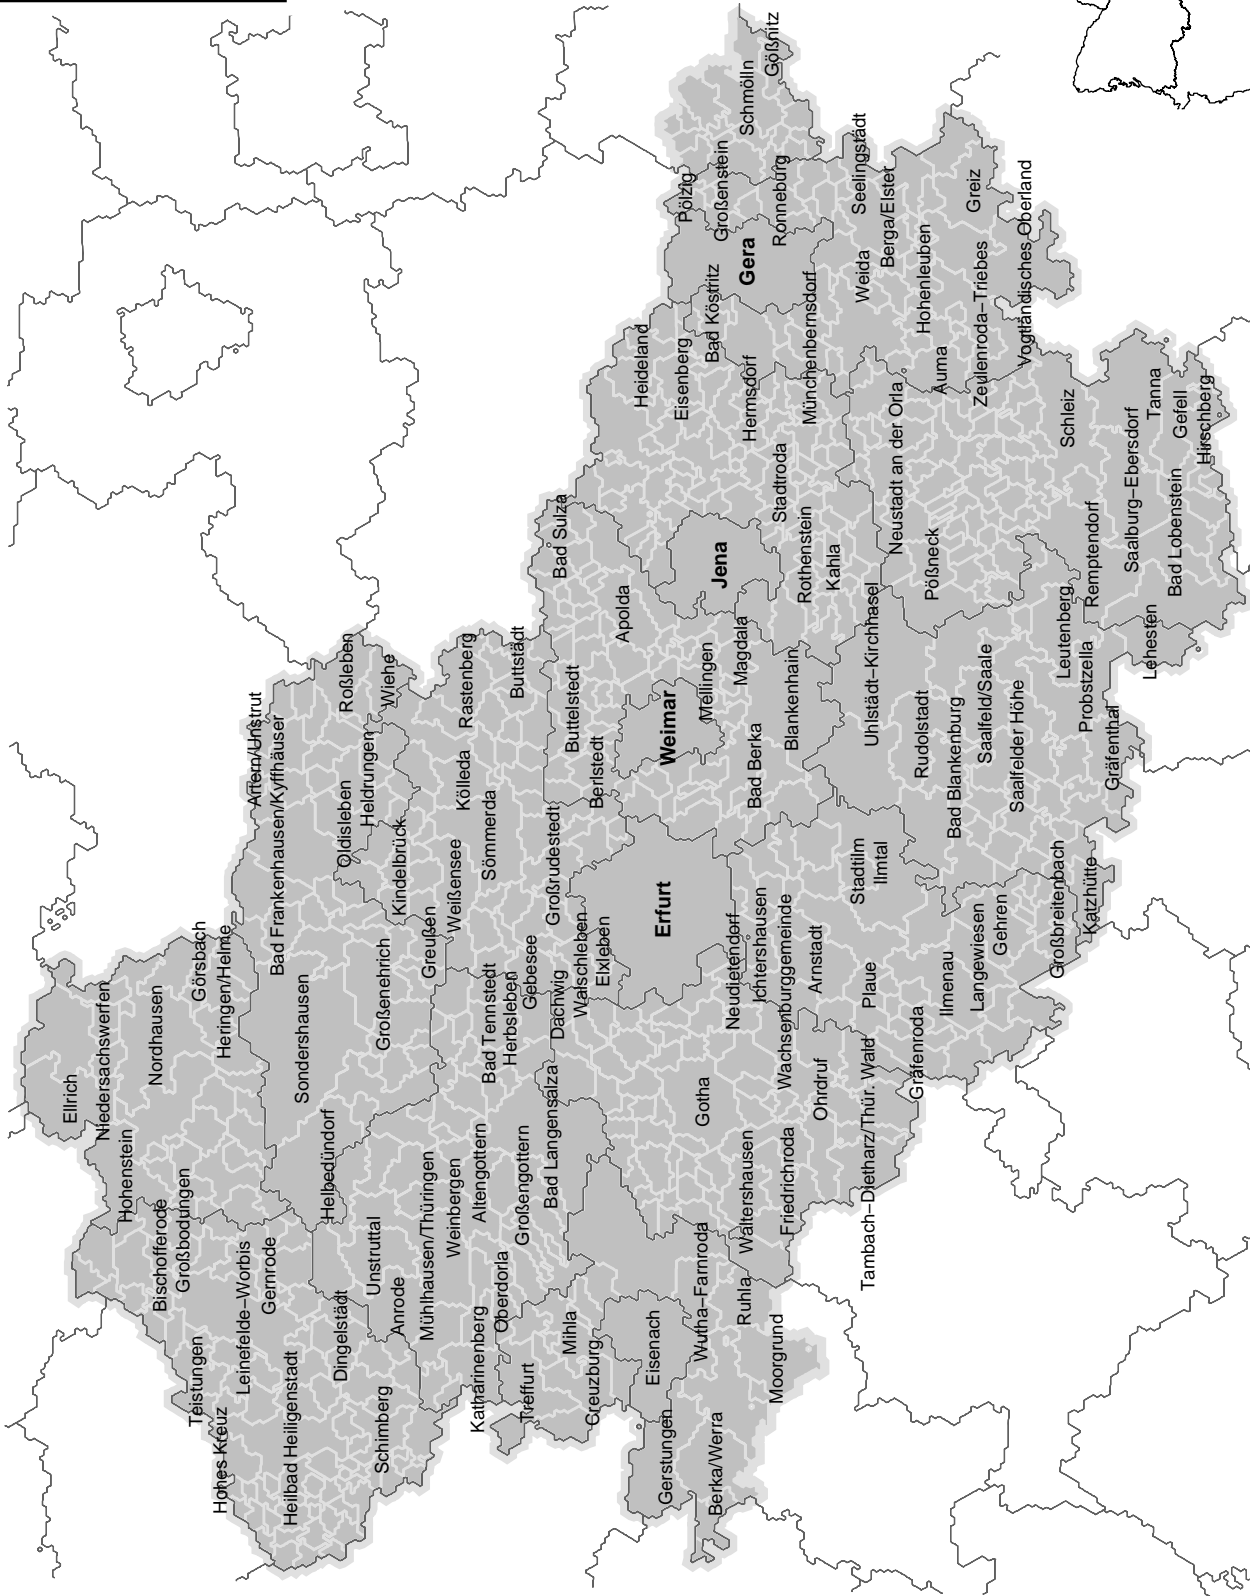 Ellrich
Niedersachswerfen
Hohenstein
Nordhausen
Görsbach
Heringen/Helme
Bischofferode
Großbodungen
Teistungen
Leinefelde–Worbis
Gernrode
Hohes Kreuz
Heilbad Heiligenstadt
Dingelstädt
Schimberg
Artern/Unstrut
Bad Frankenhausen/Kyffhäuser
Sondershausen
Helbedündorf
Roßleben
Wiehe
Oldisleben
Heldrungen
Großenehrich
Greußen
Unstruttal
Anrode
Mühlhausen/Thüringen
Weinbergen
Katharinenberg
Oberdorla
Altengottern
Großengottern
Bad Langensalza
Bad Tennstedt
Herbsleben
Kindelbrück
Weißensee
Kölleda
Sömmerda
Rastenberg
Buttstädt
Großrudestedt
Gebesee
Walschleben
Elxleben
Dachwig
Treffurt
Mihla
Creuzburg
Eisenach
Gerstungen
Berka/Werra
Wutha–Farnroda
Ruhla
Moorgrund
Gotha
Waltershausen
Friedrichroda
Ohrdruf
Tambach–Dietharz/Thür. Wald
Neudietendorf
Ichtershausen
Wachsenburggemeinde
Arnstadt
Plaue
Gräfenroda
Stadtilm
Ilmtal
Ilmenau
Langewiesen
Gehren
Großbreitenbach
Katzhütte
Erfurt
Weimar
Bad Sulza
Apolda
Buttelstedt
Berlstedt
Mellingen
Magdala
Bad Berka
Blankenhain
Jena
Uhlstädt–Kirchhasel
Rudolstadt
Bad Blankenburg
Saalfeld/Saale
Saalfelder Höhe
Leutenberg
Probstzella
Gräfenthal
Lehesten
Heideland
Eisenberg
Bad Köstritz
Hermsdorf
Münchenbernsdorf
Stadtroda
Rothenstein
Kahla
Neustadt an der Orla
Pößneck
Schleiz
Remptendorf
Saalburg–Ebersdorf
Bad Lobenstein
Tanna
Gefell
Hirschberg
Gera
Pölzig
Großenstein
Ronneburg
Seelingstädt
Berga/Elster
Weida
Hohenleuben
Auma
Zeulenroda–Triebes
Greiz
Vogtländisches Oberland
Schmölln
Gößnitz